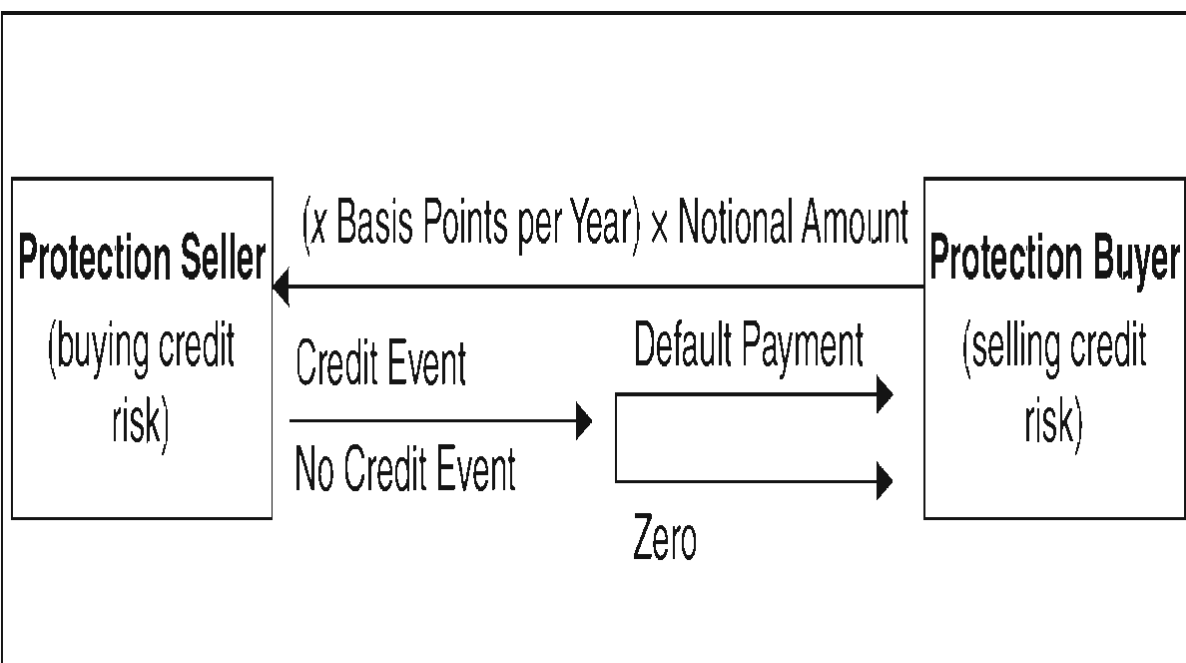 Protection Seller
(buying credit
risk)
(x Basis Points per Year) × Notional Amount
Credit Event
No Credit Event
Default Payment
Zero
Protection Buyer
(selling credit
risk)